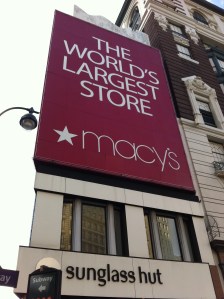 THE
WORLD'S
LARGEST
STORE
macy's
sunglass hut